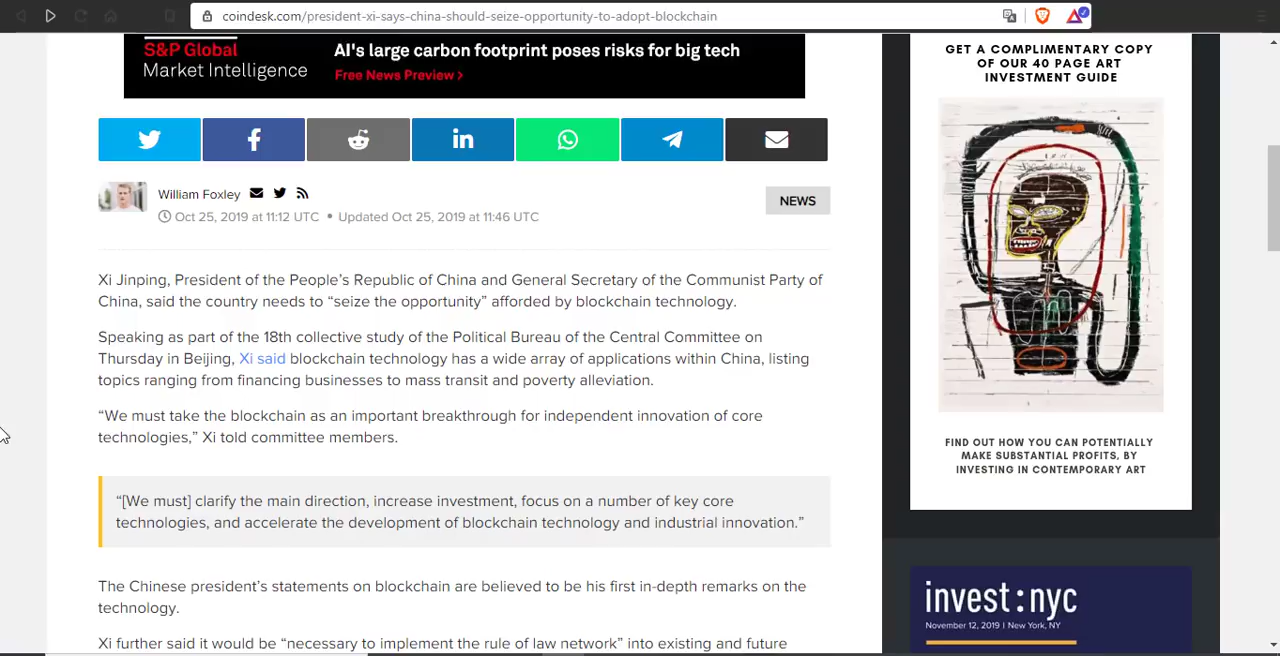 coindesk.com/president-xi-says-china-should-seize-opportunity-to-adopt-blockchain
S&P Global
Market Intelligence
AI's large carbon footprint poses risks for big tech
Free News Preview >
William Foxley
Oct 25, 2019 at 11:12 UTC • Updated Oct 25, 2019 at 11:46 UTC
NEWS
Xi Jinping, President of the People’s Republic of China and General Secretary of the Communist Party of
China, said the country needs to “seize the opportunity” afforded by blockchain technology.
Speaking as part of the 18th collective study of the Political Bureau of the Central Committee on
Thursday in Beijing, Xi said blockchain technology has a wide array of applications within China, listing
topics ranging from financing businesses to mass transit and poverty alleviation.
“We must take the blockchain as an important breakthrough for independent innovation of core
technologies,” Xi told committee members.
“[We must] clarify the main direction, increase investment, focus on a number of key core
technologies, and accelerate the development of blockchain technology and industrial innovation.”
The Chinese president’s statements on blockchain are believed to be his first in-depth remarks on the
technology.
Xi further said it would be “necessary to implement the rule of law network” into existing and future
GET A COMPLIMENTARY COPY
OF OUR 40 PAGE ART
INVESTMENT GUIDE
FIND OUT HOW YOU CAN POTENTIALLY
MAKE SUBSTANTIAL PROFITS, BY
INVESTING IN CONTEMPORARY ART
invest:nyc
November 12, 2019 | New York, NY